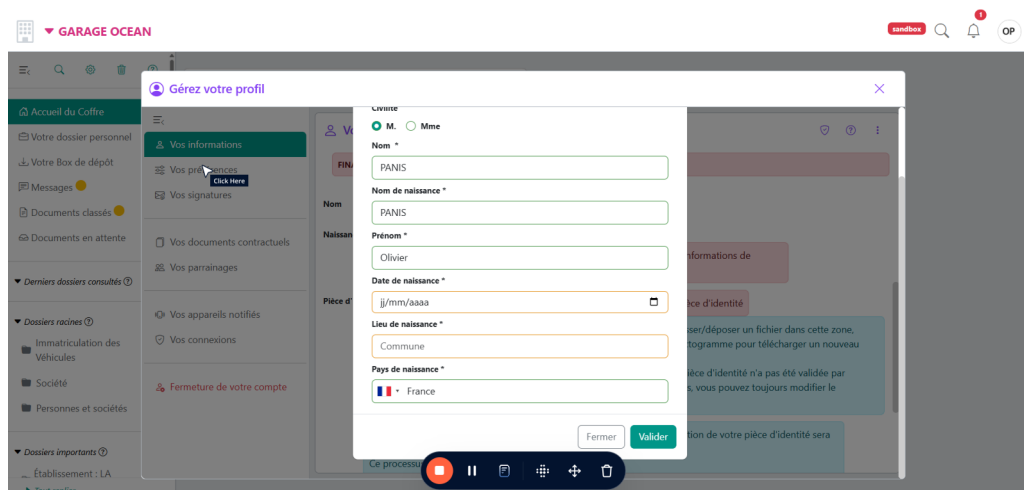 GARAGE OCEAN
sandbox
1
OP
Gérez votre profil
Accueil du Coffre
Votre dossier personnel
Votre Box de dépôt
Messages
Documents classés
Documents en attente
Derniers dossiers consultés
Dossiers racines
Immatriculation des
Véhicules
Société
Personnes et sociétés
Dossiers importants
Établissement : LA
Vos informations
Vos préférences
Click Here
Vos signatures
Vos documents contractuels
Vos parrainages
Vos appareils notifiés
Vos connexions
Fermeture de votre compte
Nom
Civilité
M.
Mme
Nom *
PANIS
Nom de naissance *
PANIS
Prénom *
Olivier
Date de naissance *
jj/mm/aaaa
Lieu de naissance *
Commune
Pays de naissance *
France
Fermer
Valider
informations de
ièce d'identité
ser/déposer un fichier dans cette zone,
togramme pour télécharger un nouveau
ièce d'identité n'a pas été validée par
s, vous pouvez toujours modifier le
tion de votre pièce d'identité sera
Ce processu